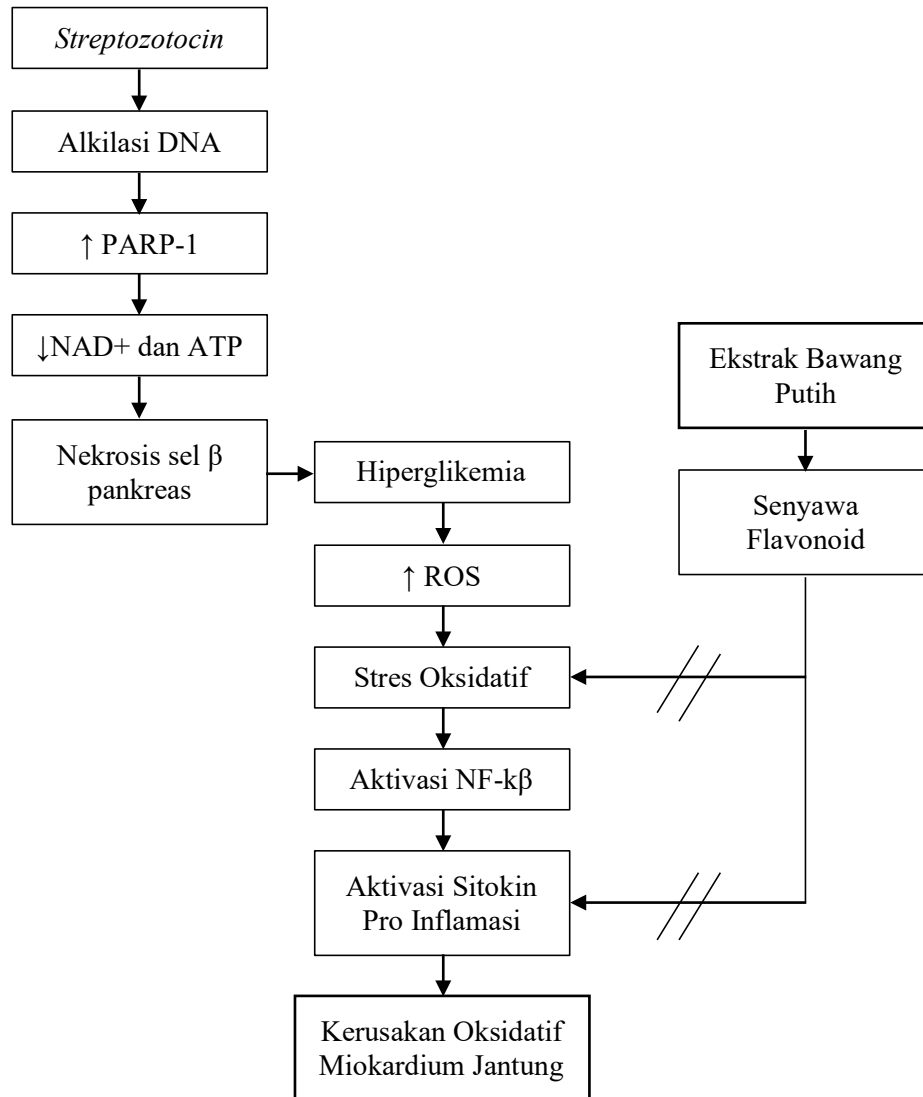 Streptozotocin
Alkilasi DNA
↑ PARP-1
↓NAD+ dan ATP
Nekrosis sel β
pankreas
Hiperglikemia
↑ ROS
Stres Oksidatif
Aktivasi NF-kβ
Aktivasi Sitokin
Pro Inflamasi
Kerusakan Oksidatif
Miokardium Jantung
Ekstrak Bawang
Putih
Senyawa
Flavonoid